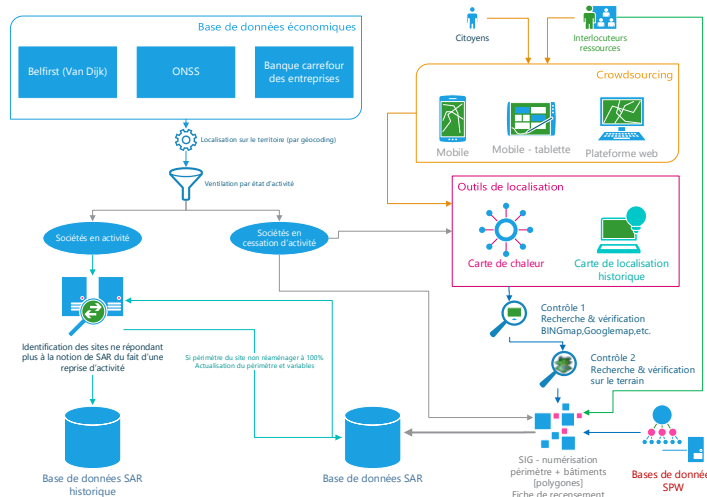 Base de données économiques
Belfirst (Van Dijk)
ONSS
Banque carrefour
des entreprises
Localisation sur le territoire (par géocoding)
Ventilation par état d'activité
Sociétés en activité
Sociétés en
cessation d'activité
Identification des sites ne répondant
plus à la notion de SAR du fait d'une
reprise d'activité
Si périmètre du site non réaménager à 100%
Actualisation du périmètre et variables
Base de données SAR
historique
Base de données SAR
Citoyens
Interlocuteurs
ressources
Crowdsourcing
Mobile
Mobile - tablette
Plateforme web
Outils de localisation
Carte de chaleur
Carte de localisation
historique
Contrôle 1
Recherche & vérification
BINGmap,Googlemap,etc.
Contrôle 2
Recherche & vérification
sur le terrain
SIG - numérisation
périmètre + bâtiments
[polygones]
Fiche de recensement
Bases de donnée
SPW